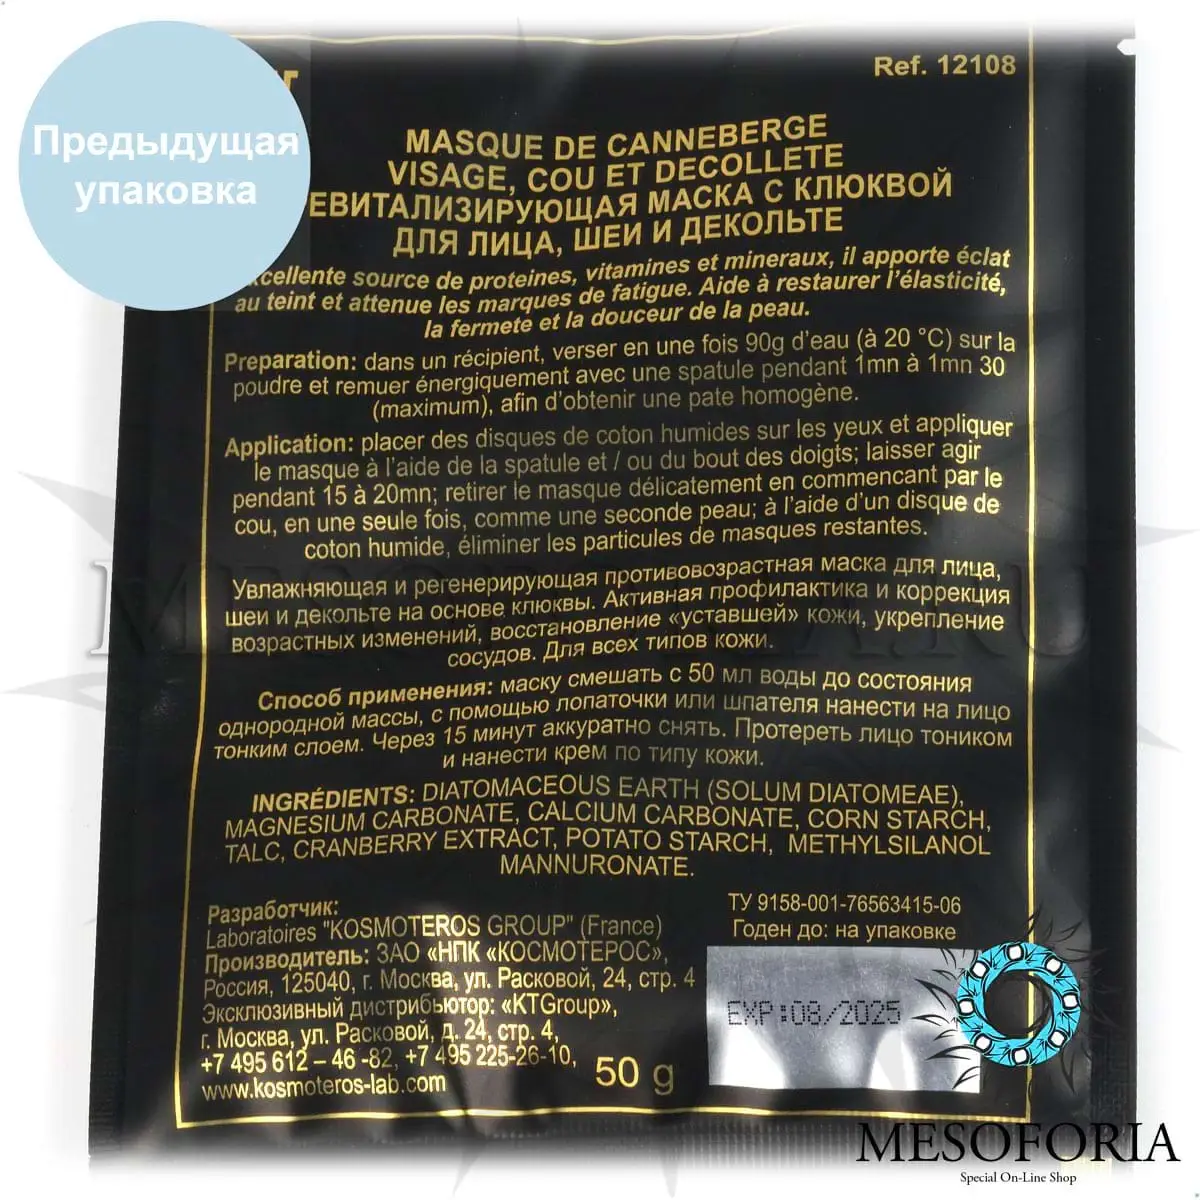 Предыдущая
упаковка
Ref. 12108
MASQUE DE CANNEBERGE
VISAGE, COU ET DECOLLETE
ЕВИТАЛИЗИРУЮЩАЯ МАСКА С КЛЮКВОЙ
ДЛЯ ЛИЦА, ШЕИ И ДЕКОЛЬТЕ
xcellente source de proteines, vitamines et mineraux, il apporte éclat
au teint et attenue les marques de fatigue. Aide à restaurer l'élasticité,
la fermete et la douceur de la peau.
Preparation: dans un récipient, verser en une fois 90g d'eau (à 20 °C) sur la
poudre et remuer énergiquement avec une spatule pendant 1mn à 1mn 30
(maximum), afin d'obtenir une pate homogène.
Application: placer des disques de coton humides sur les yeux et appliquer
le masque à l'aide de la spatule et / ou du bout des doigts; laisser agir
pendant 15 à 20mn; retirer le masque délicatement en commencant par le
cou, en une seule fois, comme une seconde peau; à l'aide d'un disque de
coton humide, éliminer les particules de masques restantes.
Увлажняющая и регенерирующая противовозрастная маска для лица,
шеи и декольте на основе клюквы. Активная профилактика и коррекция
возрастных изменений, восстановление «уставшей» кожи, укрепление
сосудов. Для всех типов кожи.
Способ применения: маску смешать с 50 мл воды до состояния
однородной массы, с помощью лопаточки или шпателя нанести на лицо
тонким слоем. Через 15 минут аккуратно снять. Протереть лицо тоником
и нанести крем по типу кожи.
INGRÉDIENTS: DIATOMACEOUS EARTH (SOLUM DIATOMEAE),
MAGNESIUM CARBONATE, CALCIUM CARBONATE, CORN STARCH,
TALC, CRANBERRY EXTRACT, POTATO STARCH, METHYLSILANOL
MANNURONATE.
Разработчик:
Laboratoires "KOSMOTEROS GROUP" (France)
Производитель: ЗАО «НПК «КОСМОТЕРОС»,
Россия, 125040, г. Москва, ул. Расковой, 24, стр. 4
Эксклюзивный дистрибьютор: «KTGroup»,
г. Москва, ул. Расковой, д. 24, стр. 4,
+7 495 612 – 46 -82, +7 495 225-26-10,
www.kosmoteros-lab.com
50 g
ТУ 9158-001-76563415-06
Годен до: на упаковке
EXP:08/2025
MESOFORIA
Special On-Line Shop
MESOFORIA.RU